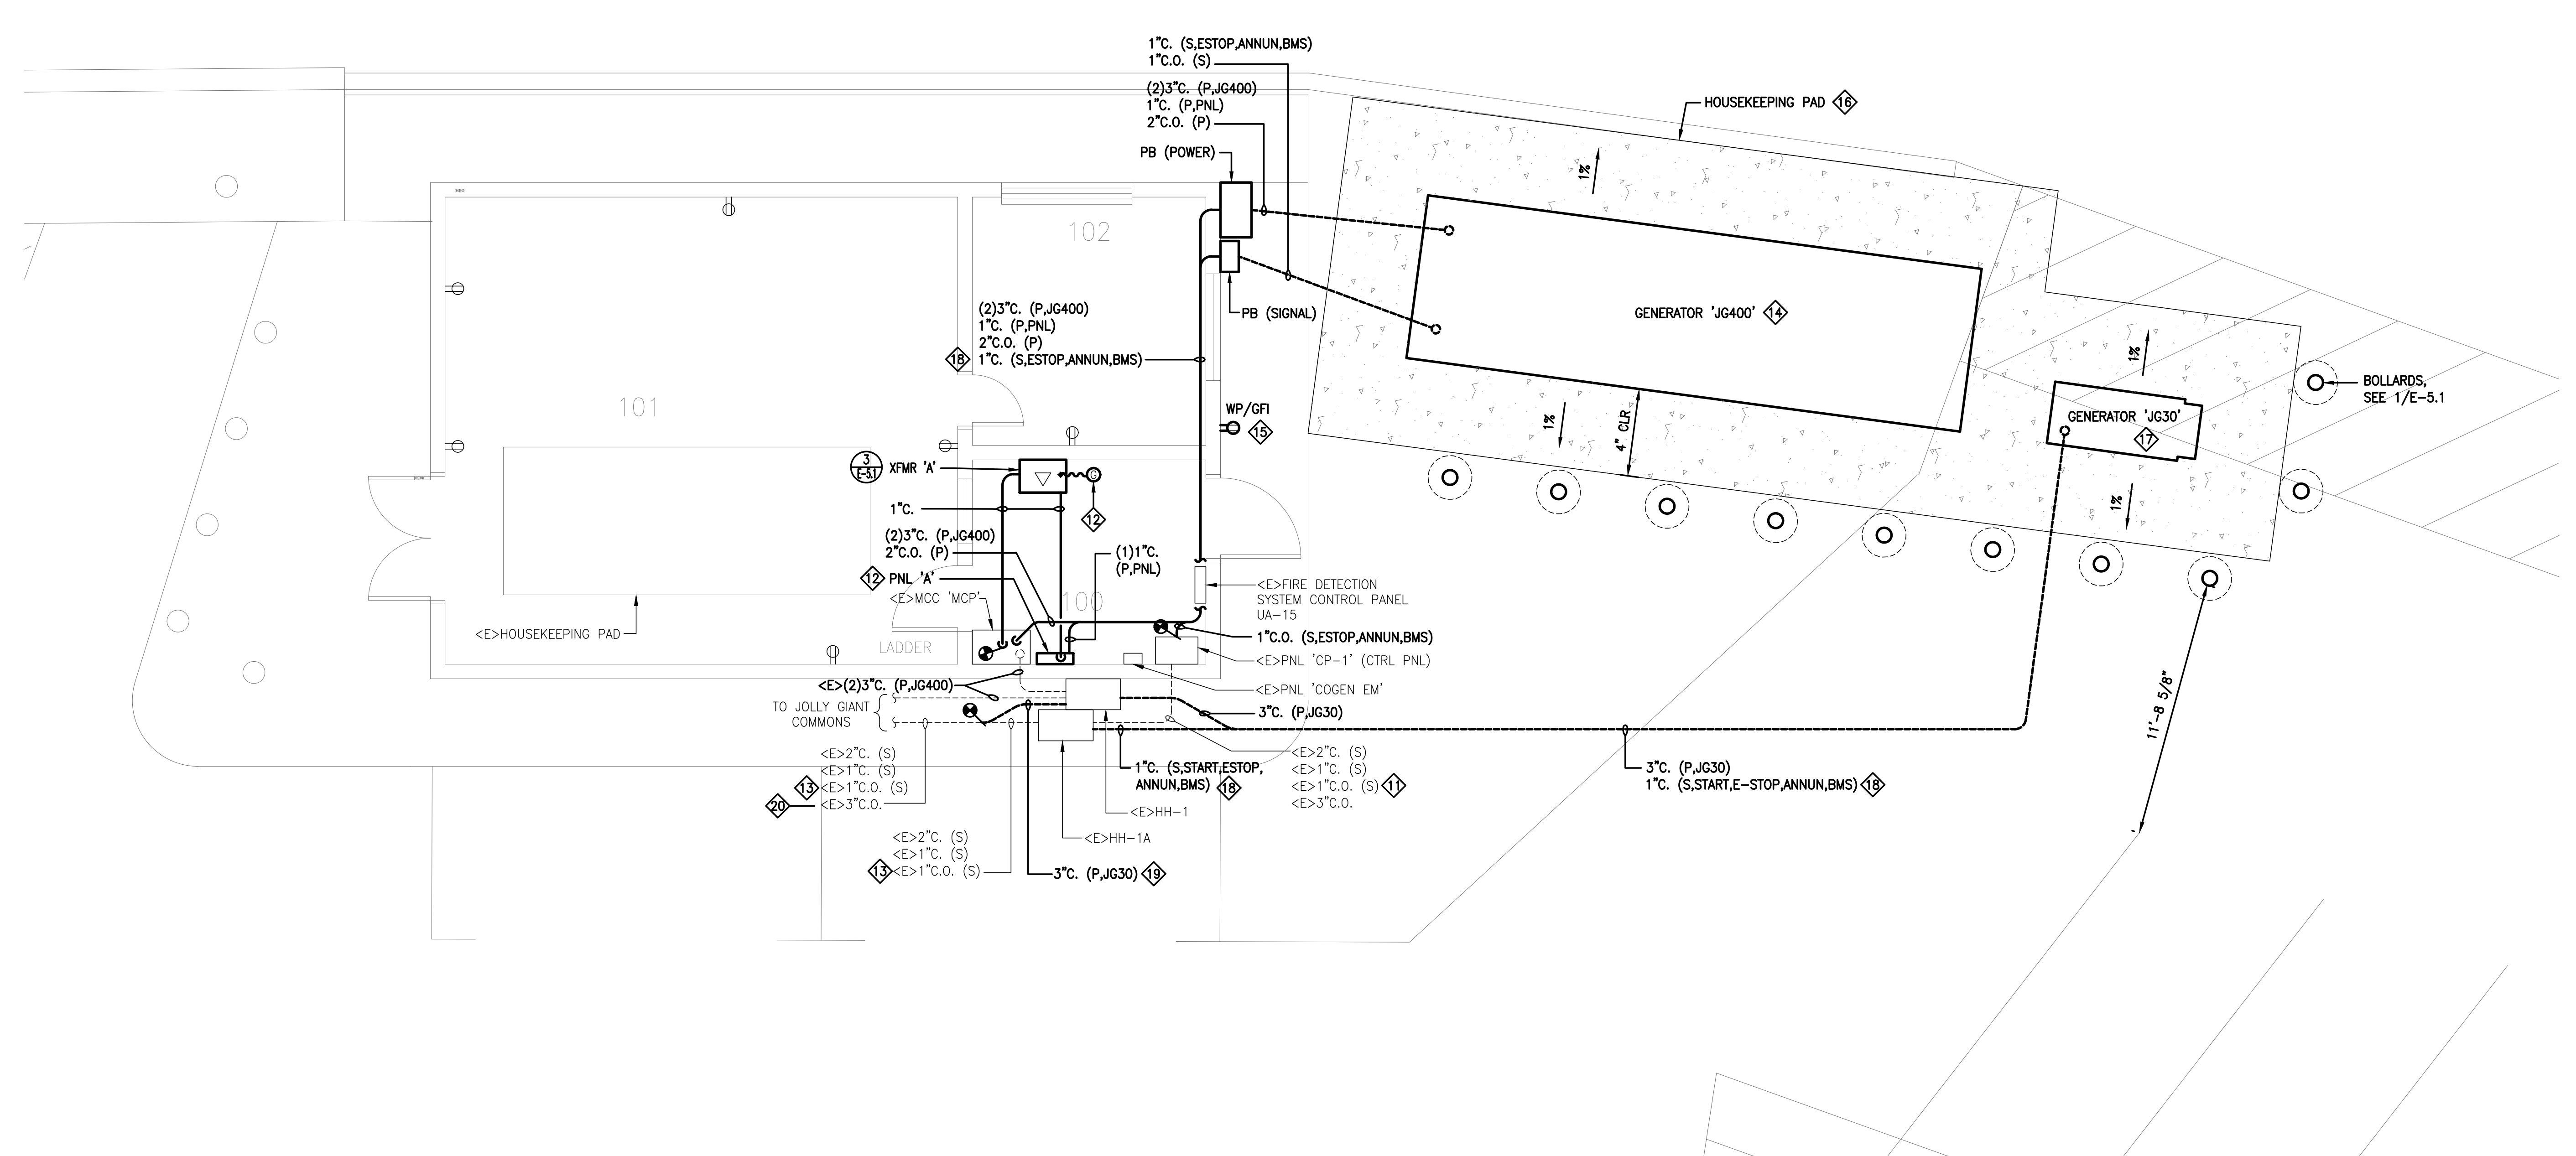 1"C. (S,ESTOP,ANNUN,BMS)
1"C.O. (S)
(2)3"C. (P,JG400)
1"C. (P,PNL)
2"C.O. (P)
PB (POWER)
HOUSEKEEPING PAD 16
1%
102
(2)3"C. (P,JG400)
1"C. (P,PNL)
2"C.O. (P)
18 1"C. (S,ESTOP,ANNUN,BMS)
PB (SIGNAL)
GENERATOR 'JG400' 14
1%
BOLLARDS,
SEE 1/E-5.1
101
WP/GFI
15
1%
4" CLR
GENERATOR 'JG30'
17
3
E-5.1
XFMR 'A'
G
12
1"C.
1%
(2)3"C. (P,JG400)
2"C.O. (P)
(1)1"C.
(P,PNL)
12 PNL 'A'
<E>MCC 'MCP'
100
<E>FIRE DETECTION
SYSTEM CONTROL PANEL
UA-15
<E>HOUSEKEEPING PAD
LADDER
1"C.O. (S,ESTOP,ANNUN,BMS)
<E>PNL 'CP-1' (CTRL PNL)
<E>(2)3"C. (P,JG400)
<E>PNL 'COGEN EM'
TO JOLLY GIANT
COMMONS
3"C. (P,JG30)
11'-8 5/8"
<E>2"C. (S)
<E>1"C. (S)
13 <E>1"C.O. (S)
20 <E>3"C.O.
1"C. (S,START,ESTOP,
ANNUN,BMS) 18
<E>2"C. (S)
<E>1"C. (S)
<E>1"C.O. (S) 11
<E>3"C.O.
3"C. (P,JG30)
1"C. (S,START,E-STOP,ANNUN,BMS) 18
<E>HH-1
<E>HH-1A
<E>2"C. (S)
<E>1"C. (S)
13 <E>1"C.O. (S)
3"C. (P,JG30) 19